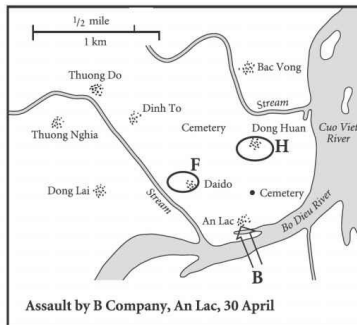 1/2 mile
1 km
Thuong Do
Bac Vong
Dinh To
Stream
Cemetery
Dong Huan
Cuo Viet
River
Thuong Nghia
H
F
Dong Lai
Daido
Cemetery
Stream
An Lac
Bo Dieu River
B
Assault by B Company, An Lac, 30 April